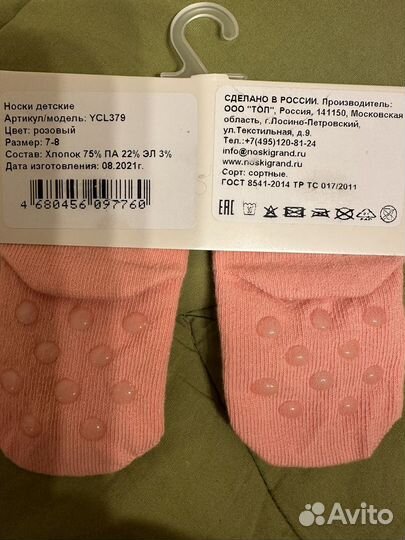 Носки детские
Артикул/модель: YCL379
Цвет: розовый
Размер: 7-8
Состав: Хлопок 75% ПА 22% ЭЛ 3%
Дата изготовления: 08.2021г.
4 680456 097760
СДЕЛАНО В РОССИИ. Производитель:
ООО "ТОП", Россия, 141150, Московская
область, г.Лосино-Петровский,
ул.Текстильная, д.9.
Тел.:+7(495)120-81-24
info@noskigrand.ru
www.noskigrand.ru
Сорт: сортные.
ГОСТ 8541-2014 ТР ТС 017/2011
EAC
Avito